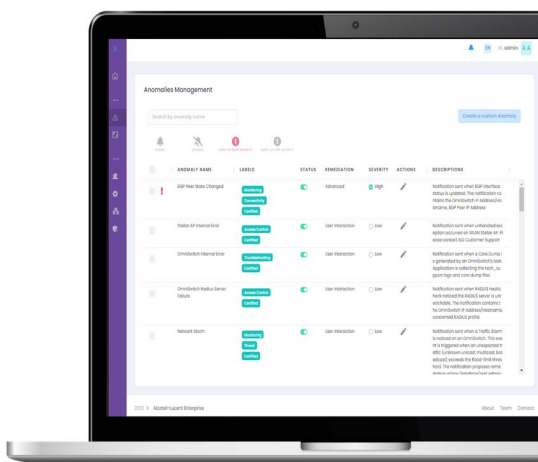 EN Hi, admin AA
Anomalies Management
Search by anomaly name
Create a custom Anomaly
ANOMALY NAME LABELS STATUS REMEDIATION SEVERITY ACTIONS DESCRIPTIONS
BGP Peer State Changed
Monitoring
Connectivity
Certified
Advanced
High
Notification sent when BGP interface
status is updated. The notification co
ntains the OmniSwitch IP Address/Ho
stname, BGP Peer IP Address.
Stellar AP Internal Error
Access Control
Certified
User Interaction
Low
Notification sent when unhandled exc
eption occurred on WLAN Stellar AP. Pl
ease contact ALE Customer Support
OmniSwitch Internal Error
Troubleshooting
Certified
User Interaction
Low
Notification sent when a Core Dump i
s generated by an OmniSwitch's task
Application is collecting the tech_su
pport logs and core dump files
OmniSwitch Radius Server
Failure
Access Control
Certified
User Interaction
Low
Notification sent when RADIUS Healtc
heck noticed the RADIUS server is unr
eachable. The notification contains t
he OmniSwitch IP Address/Hostname,
concerned RADIUS profile
Network Storm
Monitoring
Threat
Certified
User Interaction
Low
Notification sent when a Traffic Storm
is noticed on an OmniSwitch. This eve
nt is triggered when an unexpected tr
affic (unknown unicast, multicast, bro
adcast) exceeds the flood-limit thres
hold. The notification proposes reme
2022 © Alcatel-Lucent Enterprise
About Team Contact